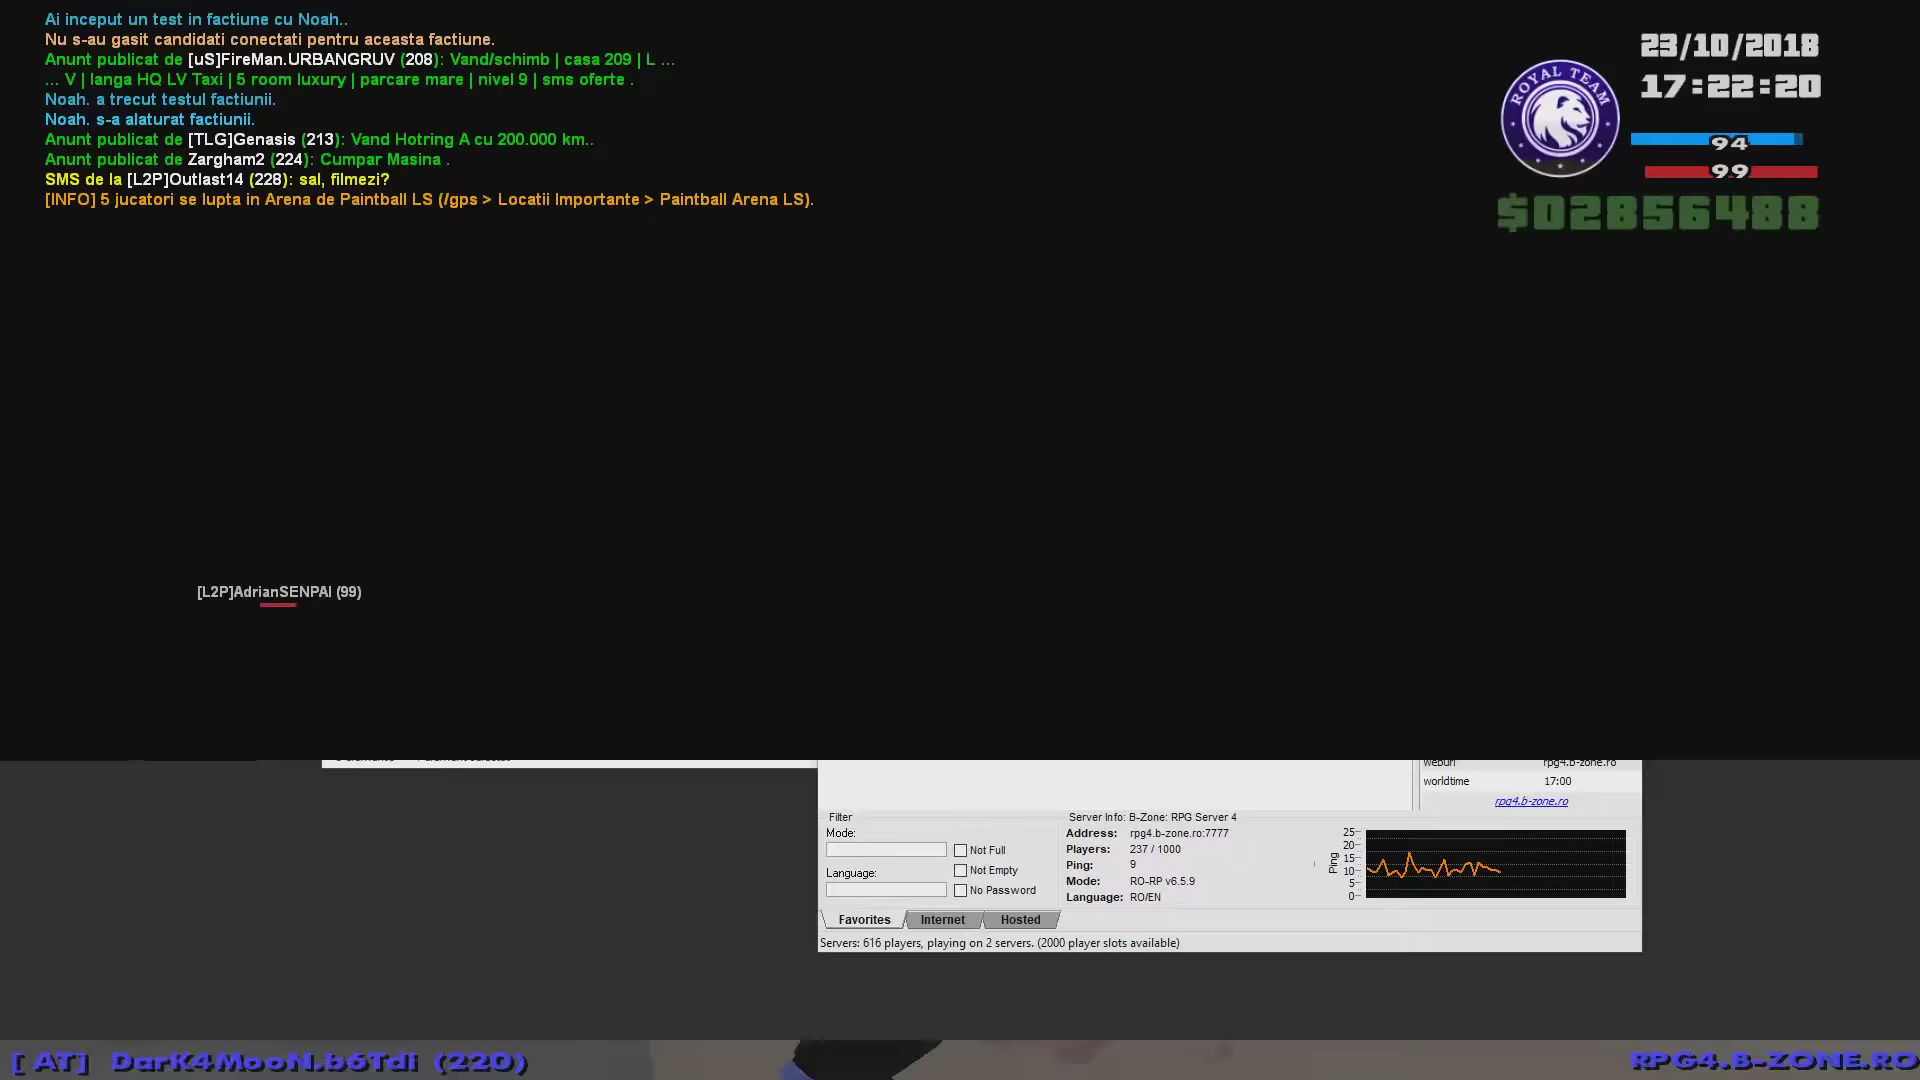 Ai inceput un test in factiune cu Noah..
Nu s-au gasit candidati conectati pentru aceasta factiune.
Anunt publicat de [uS]FireMan.URBANGRUV (208): Vand/schimb | casa 209 | L ...
... V | langa HQ LV Taxi | 5 room luxury | parcare mare | nivel 9 | sms oferte .
Noah. a trecut testul factiunii.
Noah. s-a alaturat factiunii.
Anunt publicat de [TLG]Genasis (213): Vand Hotring A cu 200.000 km..
Anunt publicat de Zargham2 (224): Cumpar Masina .
SMS de la [L2P]Outlast14 (228): sal, filmezi?
[INFO] 5 jucatori se lupta in Arena de Paintball LS (/gps > Locatii Importante > Paintball Arena LS).
23/10/2018
17:22:20
ROYAL TEAM
94
99
$02856488
[L2P]AdrianSENPAI (99)
weburl rpg4.b-zone.ro
worldtime 17:00
rpg4.b-zone.ro
Filter
Mode:
Language:
Not Full
Not Empty
No Password
Server Info: B-Zone: RPG Server 4
Address: rpg4.b-zone.ro:7777
Players: 237 / 1000
Ping: 9
Mode: RO-RP v6.5.9
Language: RO/EN
Ping
25
20
15
10
5
0
Favorites Internet Hosted
Servers: 616 players, playing on 2 servers. (2000 player slots available)
[ AT] DarK4MooN.b6Tdi (220)
RPG4.B-ZONE.RO